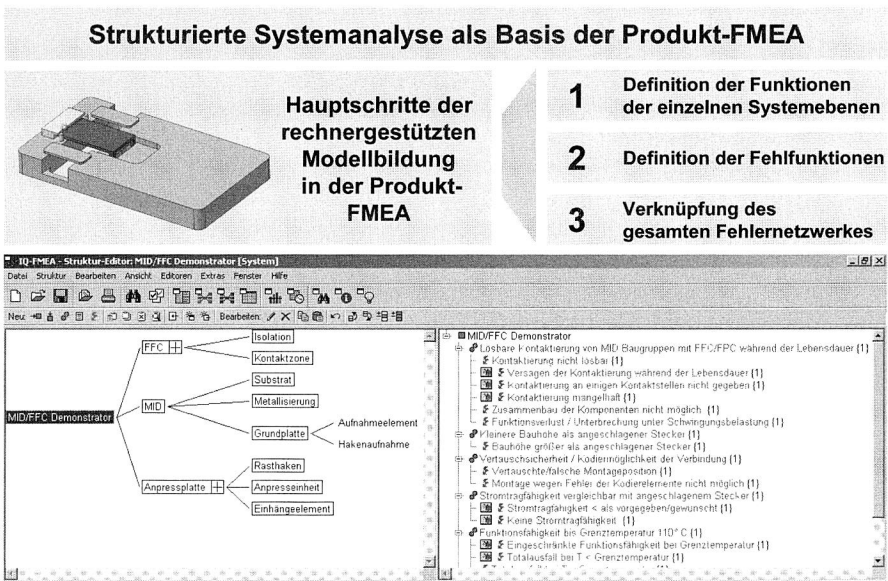 Strukturierte Systemanalyse als Basis der Produkt-FMEA
Hauptschritte der
rechnergestützten
Modellbildung
in der Produkt-
FMEA
1 Definition der Funktionen
der einzelnen Systemebenen
2 Definition der Fehlfunktionen
3 Verknüpfung des
gesamten Fehlernetzwerkes
IQ-FMEA - Struktur-Editor: MID/FFC Demonstrator [System]
Datei Struktur Bearbeiten Ansicht Editoren Extras Fenster Hilfe
Neu: Bearbeiten:
MID/FFC Demonstrator
FFC
Isolation
Kontaktzone
MID
Substrat
Metallisierung
Grundplatte
Aufnahmeelement
Hakenaufnahme
Anpressplatte
Rasthaken
Anpresseinheit
Einhängeelement
MID/FFC Demonstrator
Lösbare Kontaktierung von MID Baugruppen mit FFC/FPC während der Lebensdauer {1}
Kontaktierung nicht lösbar {1}
Versagen der Kontaktierung während der Lebensdauer {1}
Kontaktierung an einigen Kontaktstellen nicht gegeben {1}
Kontaktierung mangelhaft {1}
Zusammenbau der Komponenten nicht möglich {1}
Funktionsverlust / Unterbrechung unter Schwingungsbelastung {1}
Kleinere Bauhöhe als angeschlagener Stecker {1}
Bauhöhe größer als angeschlagener Stecker {1}
Vertauschsicherheit / Kodiermöglichkeit der Verbindung {1}
Vertauschte/falsche Montageposition {1}
Montage wegen Fehler der Kodierelemente nicht möglich {1}
Stromtragfähigkeit vergleichbar mit angeschlagenem Stecker {1}
Stromtragfähigkeit < als vorgegeben/gewünscht {1}
Keine Stromtragfähigkeit {1}
Funktionsfähigkeit bis Grenztemperatur 110° C {1}
Eingeschränkte Funktionsfähigkeit bei Grenztemperatur {1}
Totalausfall bei T < Grenztemperatur {1}